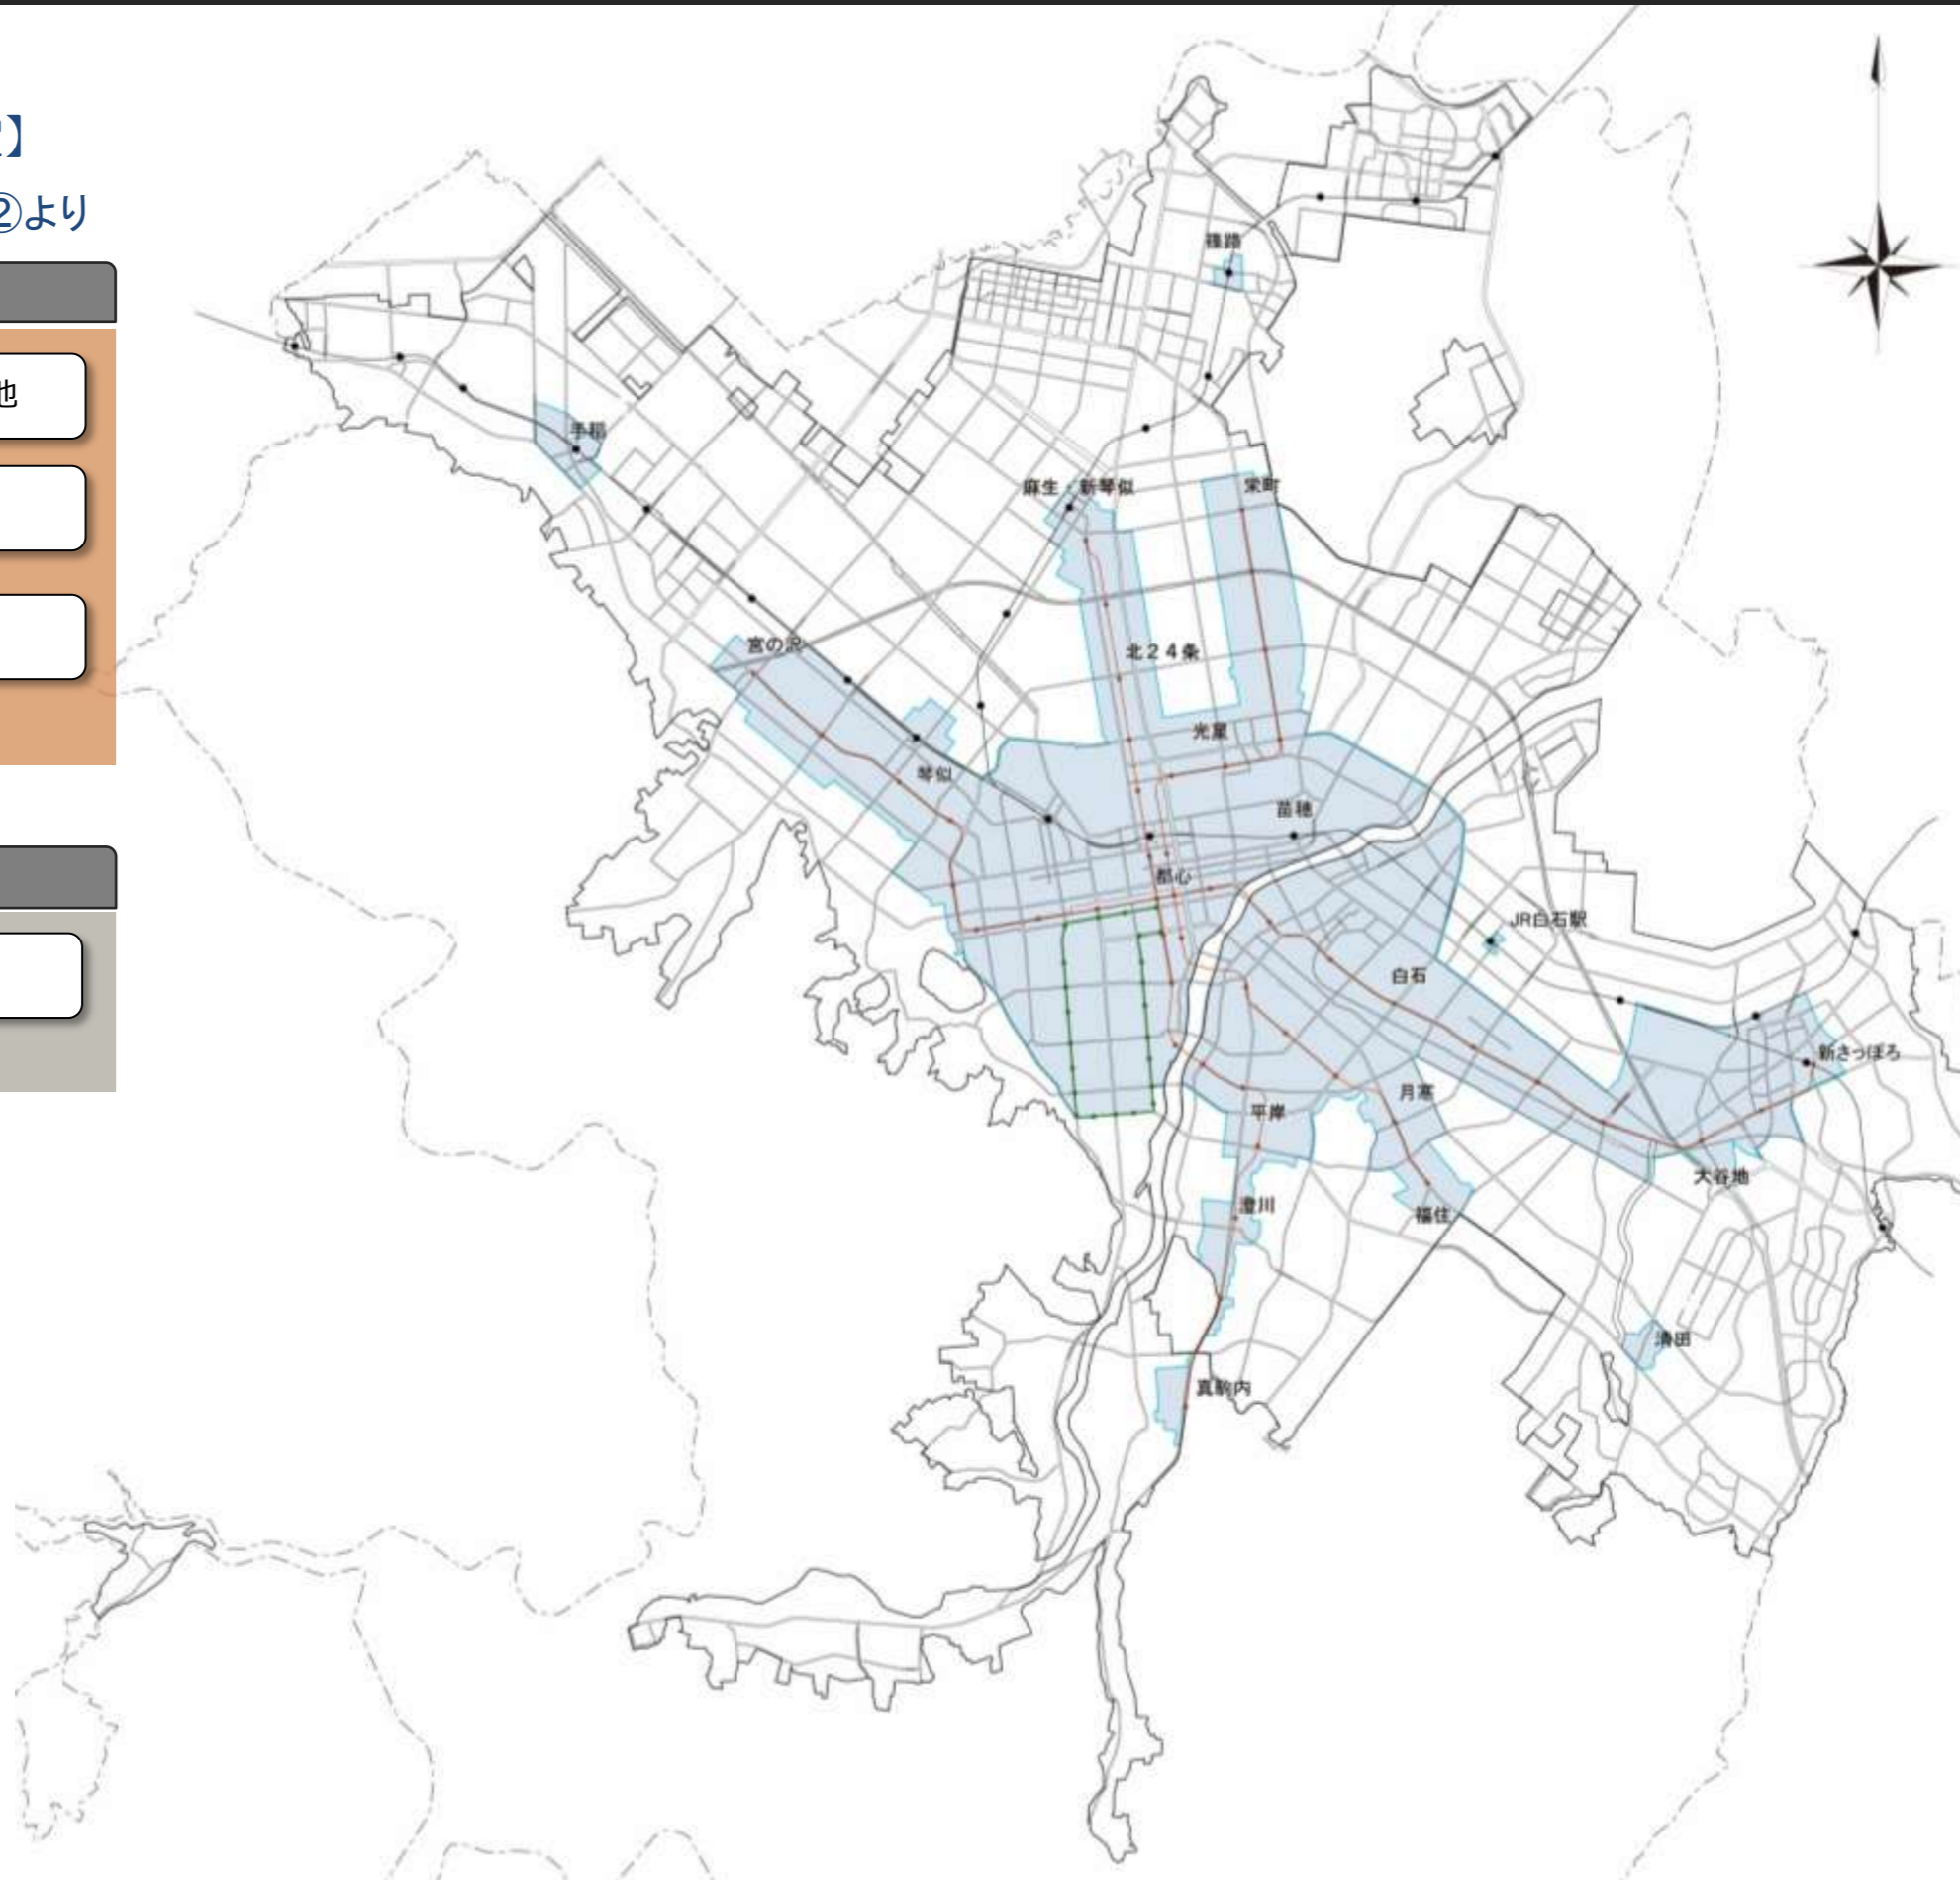 】
②より
他
篠路
手稲
麻生・新琴似
栄町
宮の沢
北24条
光星
琴似
苗穂
都心
JR白石駅
白石
新さっぽろ
月寒
平岸
大谷地
澄川
福住
清田
真駒内